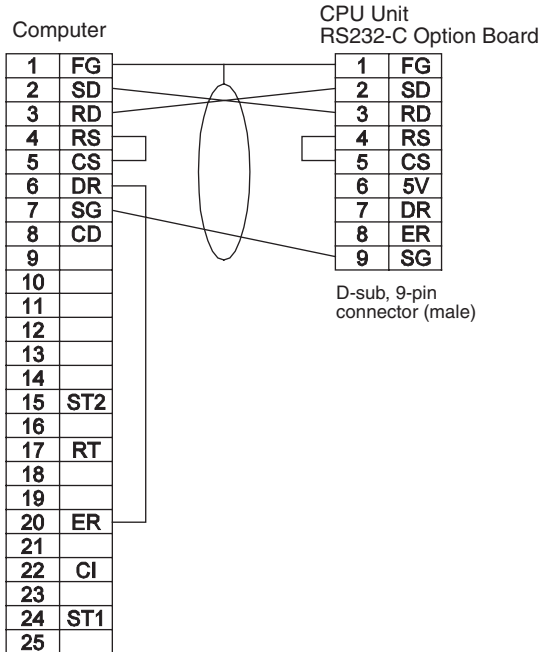 Computer
CPU Unit
RS232-C Option Board
1 FG
2 SD
3 RD
4 RS
5 CS
6 DR
7 SG
8 CD
9
10
11
12
13
14
15 ST2
16
17 RT
18
19
20 ER
21
22 CI
23
24 ST1
25
1 FG
2 SD
3 RD
4 RS
5 CS
6 5V
7 DR
8 ER
9 SG
D-sub, 9-pin
connector (male)